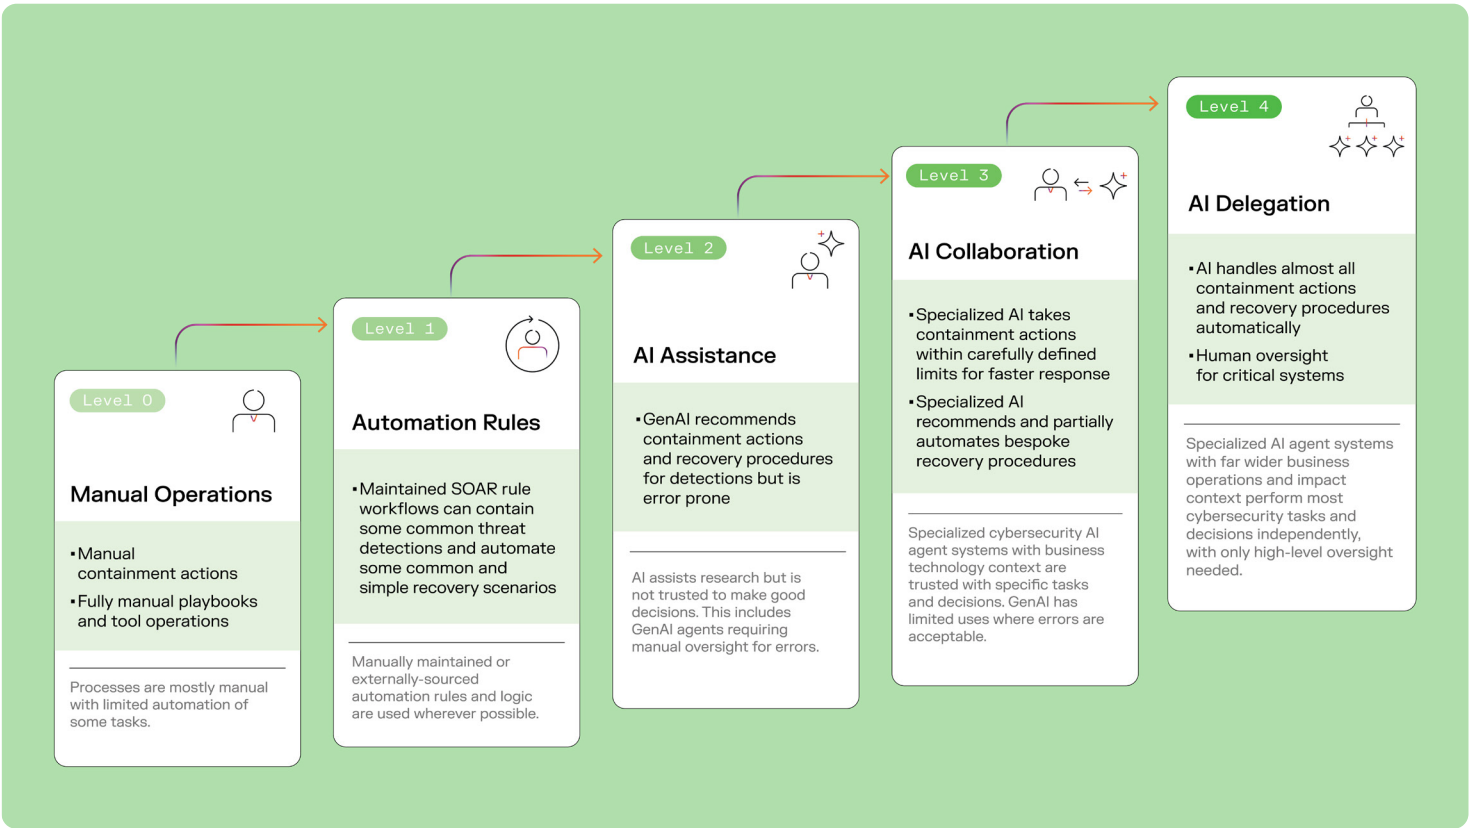 Level 0
Manual Operations
▪Manual
containment actions
▪Fully manual playbooks
and tool operations
Processes are mostly manual
with limited automation of
some tasks.
Level 1
Automation Rules
▪Maintained SOAR rule
workflows can contain
some common threat
detections and automate
some common and
simple recovery scenarios
Manually maintained or
externally-sourced
automation rules and logic
are used wherever possible.
Level 2
AI Assistance
▪GenAI recommends
containment actions
and recovery procedures
for detections but is
error prone
AI assists research but is
not trusted to make good
decisions. This includes
GenAI agents requiring
manual oversight for errors.
Level 3
AI Collaboration
▪Specialized AI takes
containment actions
within carefully defined
limits for faster response
▪Specialized AI
recommends and partially
automates bespoke
recovery procedures
Specialized cybersecurity AI
agent systems with business
technology context are
trusted with specific tasks
and decisions. GenAI has
limited uses where errors are
acceptable.
Level 4
AI Delegation
▪AI handles almost all
containment actions
and recovery procedures
automatically
▪Human oversight
for critical systems
Specialized AI agent systems
with far wider business
operations and impact
context perform most
cybersecurity tasks and
decisions independently,
with only high-level oversight
needed.